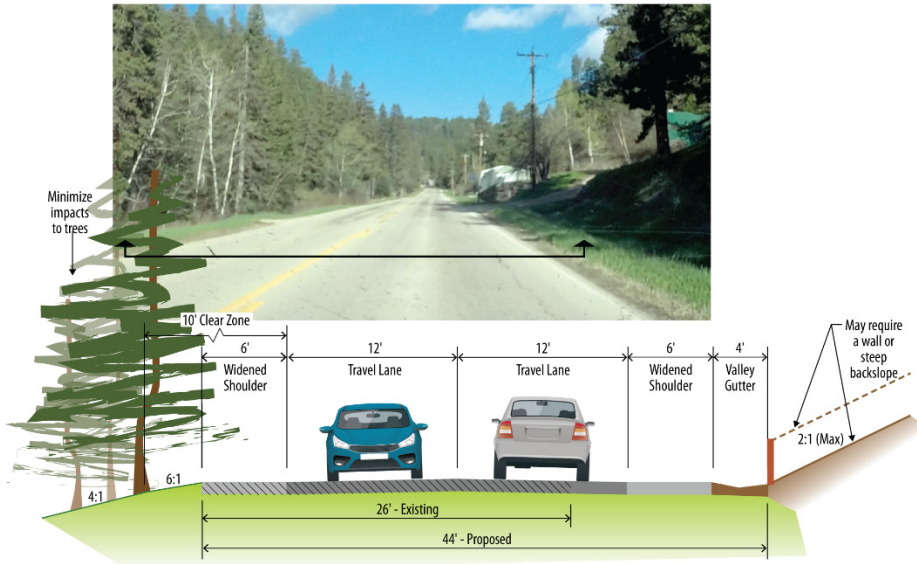 Minimize
impacts
to trees
10' Clear Zone
6'
12'
12'
6'
4'
Widened
Shoulder
Travel Lane
Travel Lane
Widened
Shoulder
Valley
Gutter
May require
a wall or
steep
backslope
2:1 (Max)
6:1
4:1
26' - Existing
44' - Proposed